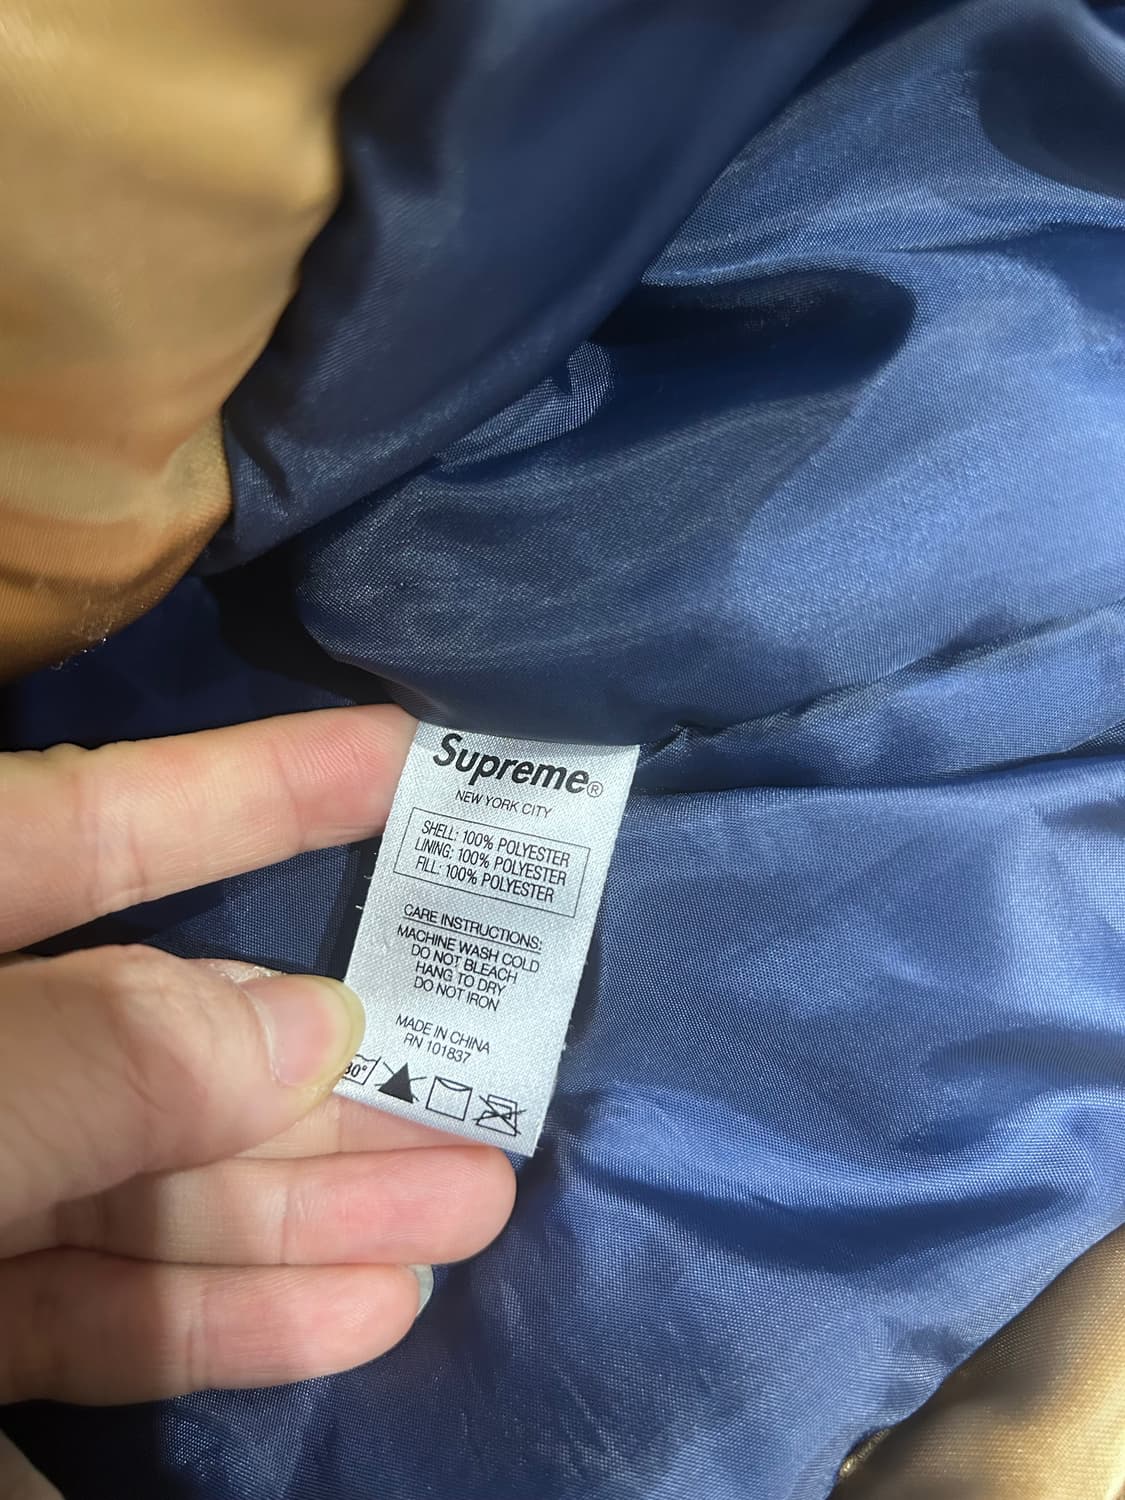 Supreme®
NEW YORK CITY
SHELL: 100% POLYESTER
LINING: 100% POLYESTER
FILL: 100% POLYESTER
CARE INSTRUCTIONS:
MACHINE WASH COLD
DO NOT BLEACH
HANG TO DRY
DO NOT IRON
MADE IN CHINA
RN 101837
30°